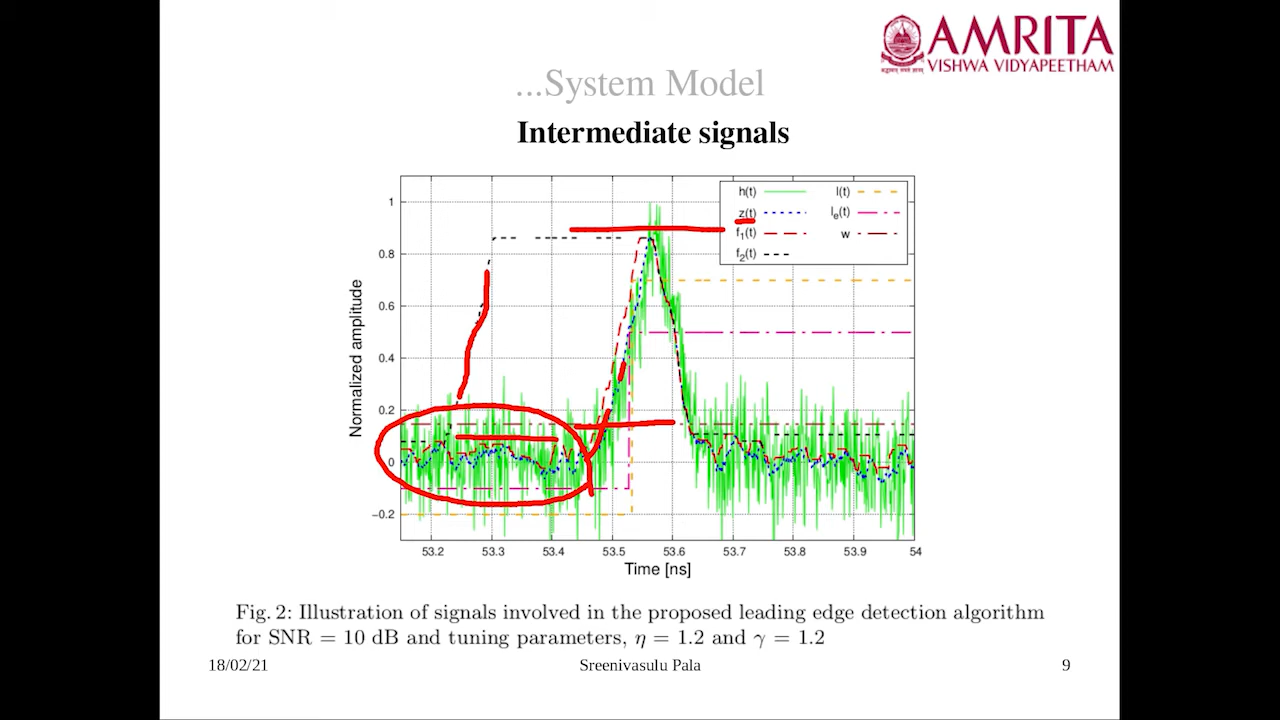 AMRITA
VISHWA VIDYAPEETHAM
...System Model
Intermediate signals
h(t)
z(t)
f1(t)
f2(t)
l(t)
le(t)
w
1
0.8
0.6
0.4
0.2
0
−0.2
Normalized amplitude
53.2 53.3 53.4 53.5 53.6 53.7 53.8 53.9 54
Time [ns]
Fig. 2: Illustration of signals involved in the proposed leading edge detection algorithm
for SNR = 10 dB and tuning parameters, η = 1.2 and γ = 1.2
18/02/21 Sreenivasulu Pala 9